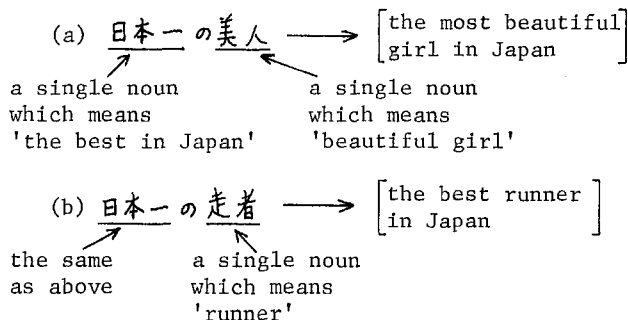 (a) 日本一の美人 ⟶ [the most beautiful
girl in Japan]
a single noun
which means
'the best in Japan'
a single noun
which means
'beautiful girl'
(b) 日本一の走者 ⟶ [the best runner
in Japan]
the same
as above
a single noun
which means
'runner'